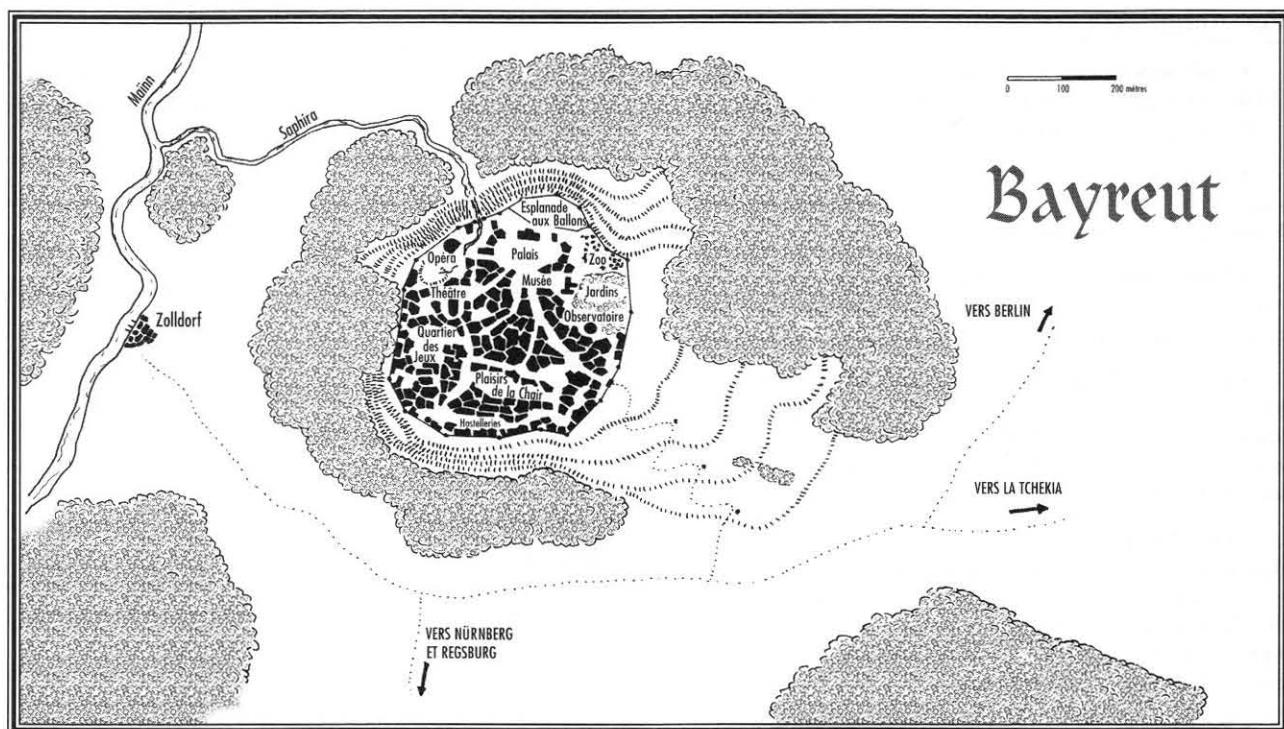 Maïnn
Saphira
0 100 200 mètres
Bayreut
Esplanade
aux Ballons
Opéra
Palais
Zoo
Musée
Jardins
Théâtre
Observatoire
Zolldorf
Quartier
des
Jeux
Plaisirs
de la Chair
Hostelleries
VERS BERLIN
VERS LA TCHEKIA
VERS NÜRNBERG
ET REGSBURG